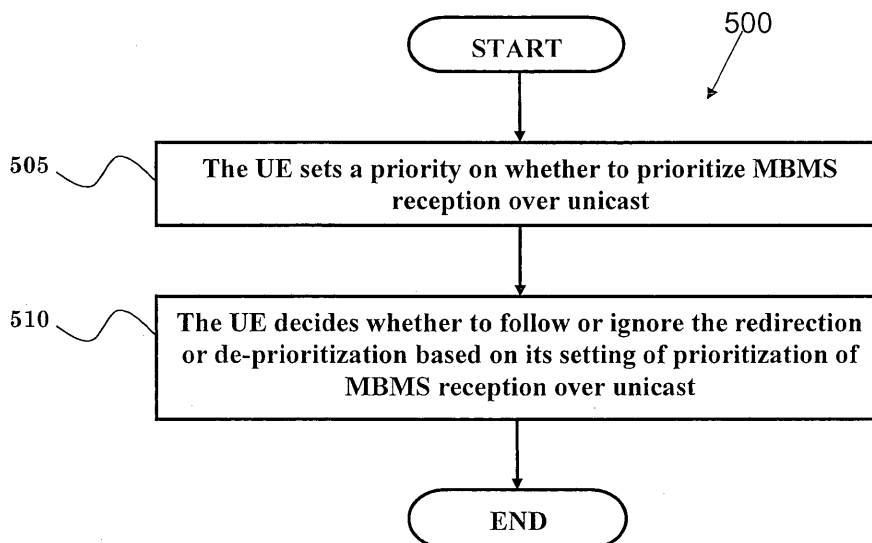 500
START
505
The UE sets a priority on whether to prioritize MBMS
reception over unicast
510
The UE decides whether to follow or ignore the redirection
or de-prioritization based on its setting of prioritization of
MBMS reception over unicast
END